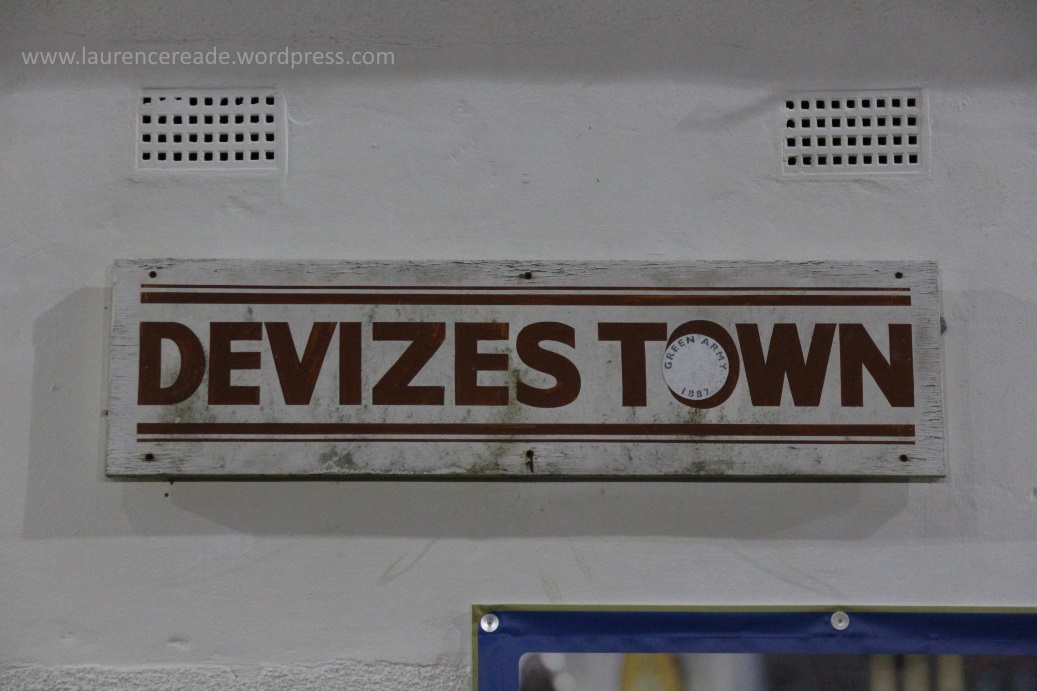 www.laurencereade.wordpress.com
DEVIZES TOWN
GREEN ARMY
1887